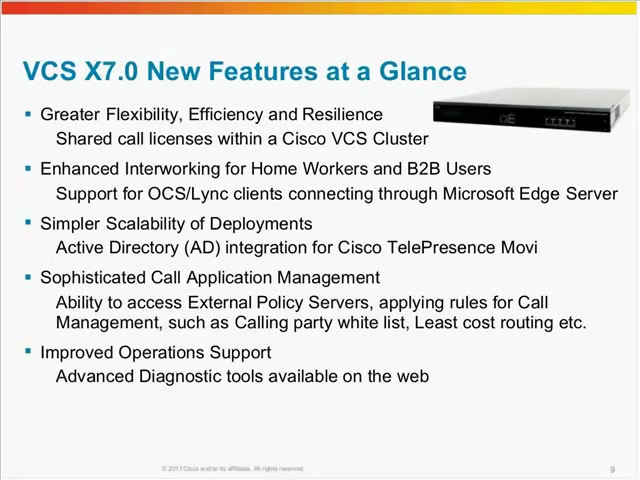 VCS X7.0 New Features at a Glance
Greater Flexibility, Efficiency and Resilience
Shared call licenses within a Cisco VCS Cluster
Enhanced Interworking for Home Workers and B2B Users
Support for OCS/Lync clients connecting through Microsoft Edge Server
Simpler Scalability of Deployments
Active Directory (AD) integration for Cisco TelePresence Movi
Sophisticated Call Application Management
Ability to access External Policy Servers, applying rules for Call
Management, such as Calling party white list, Least cost routing etc.
Improved Operations Support
Advanced Diagnostic tools available on the web
© 2011 Cisco and/or its affiliates. All rights reserved.
9